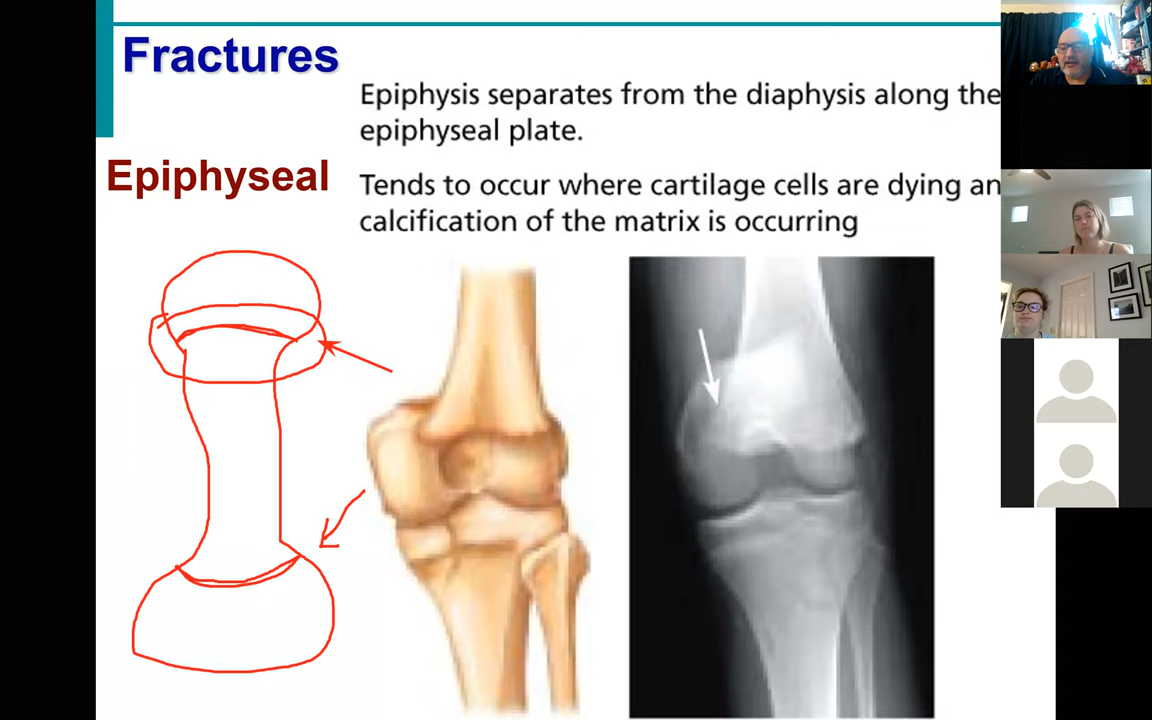 Fractures
Epiphysis separates from the diaphysis along the
epiphyseal plate.
Epiphyseal
Tends to occur where cartilage cells are dying an
calcification of the matrix is occurring